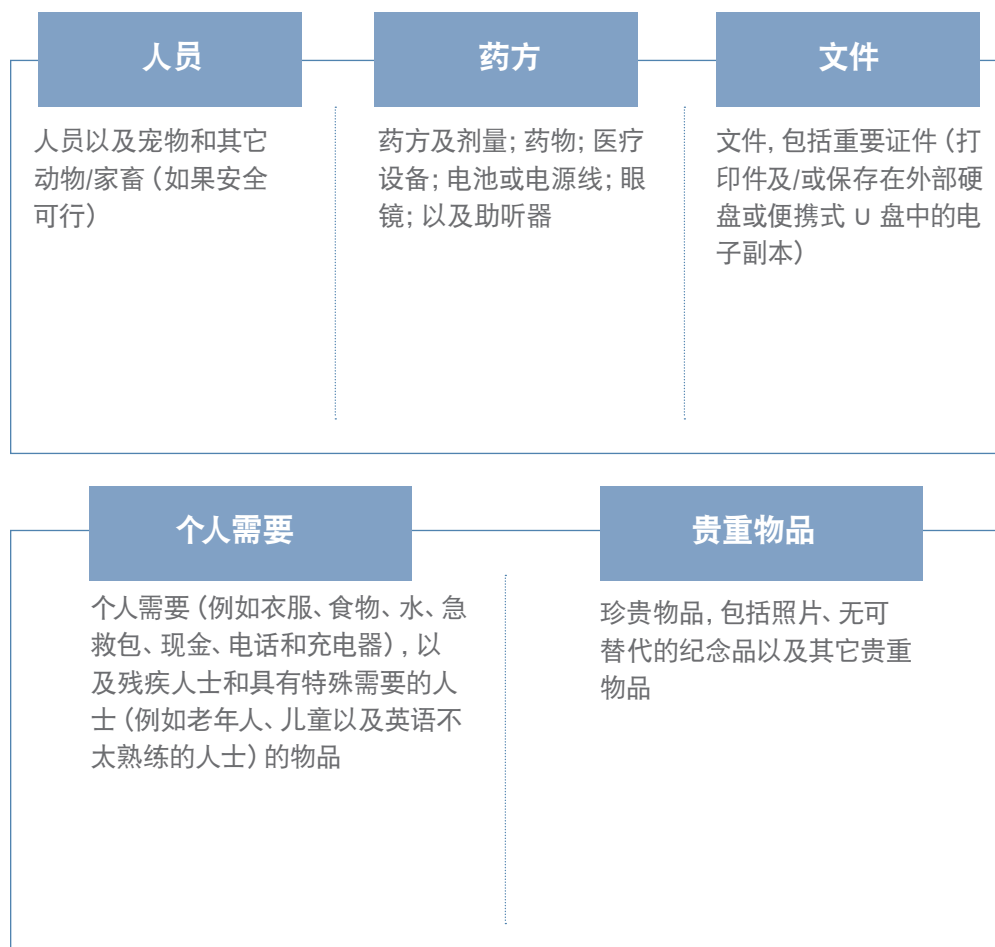 人员
人员以及宠物和其它
动物/家畜（如果安全
可行）
药方
药方及剂量；药物；医疗
设备；电池或电源线；眼
镜；以及助听器
文件
文件，包括重要证件（打
印件及/或保存在外部硬
盘或便携式 U 盘中的电
子副本）
个人需要
个人需要（例如衣服、食物、水、急
救包、现金、电话和充电器），以
及残疾人士和具有特殊需要的人
士（例如老年人、儿童以及英语不
太熟练的人士）的物品
贵重物品
珍贵物品，包括照片、无可
替代的纪念品以及其它贵重
物品